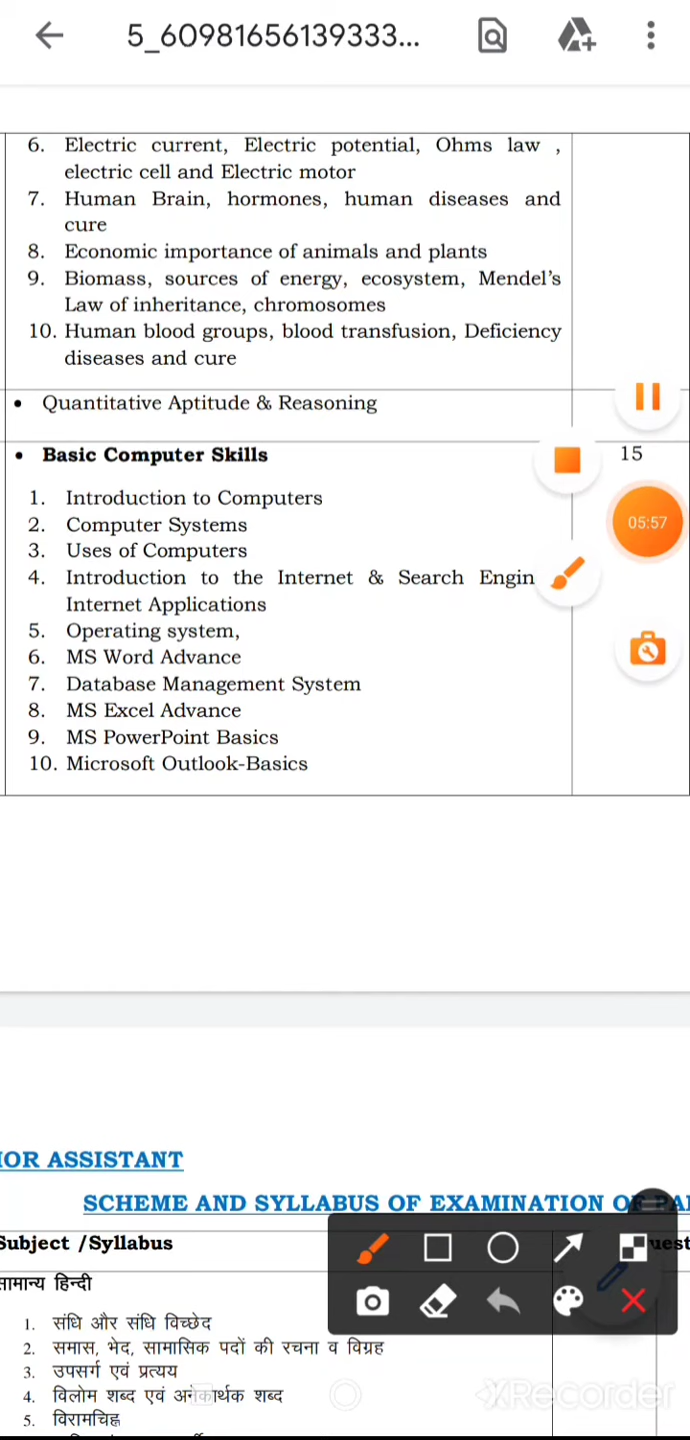 5_60981656139333...
6. Electric current, Electric potential, Ohms law ,
electric cell and Electric motor
7. Human Brain, hormones, human diseases and
cure
8. Economic importance of animals and plants
9. Biomass, sources of energy, ecosystem, Mendel's
Law of inheritance, chromosomes
10. Human blood groups, blood transfusion, Deficiency
diseases and cure
• Quantitative Aptitude & Reasoning
• Basic Computer Skills 15
1. Introduction to Computers
2. Computer Systems
05:57
3. Uses of Computers
4. Introduction to the Internet & Search Engin
Internet Applications
5. Operating system,
6. MS Word Advance
7. Database Management System
8. MS Excel Advance
9. MS PowerPoint Basics
10. Microsoft Outlook-Basics
IOR ASSISTANT
SCHEME AND SYLLABUS OF EXAMINATION OF PA
Subject /Syllabus uest
सामान्य हिन्दी
1. संधि और संधि विच्छेद
2. समास, भेद, सामासिक पदों की रचना व विग्रह
3. उपसर्ग एवं प्रत्यय
4. विलोम शब्द एवं अनेकार्थक शब्द
5. विरामचिह्न
XRecorder